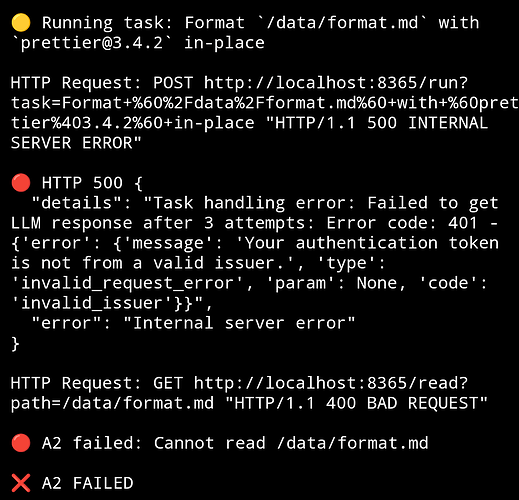 🟡 Running task: Format `/data/format.md` with
`prettier@3.4.2` in-place
HTTP Request: POST http://localhost:8365/run?
task=Format+%60%2Fdata%2Fformat.md%60+with+%60pret
tier%403.4.2%60+in-place "HTTP/1.1 500 INTERNAL
SERVER ERROR"
🔴 HTTP 500 {
  "details": "Task handling error: Failed to get
LLM response after 3 attempts: Error code: 401 -
{'error': {'message': 'Your authentication token
is not from a valid issuer.', 'type':
'invalid_request_error', 'param': None, 'code':
'invalid_issuer'}}",
  "error": "Internal server error"
}
HTTP Request: GET http://localhost:8365/read?
path=/data/format.md "HTTP/1.1 400 BAD REQUEST"
🔴 A2 failed: Cannot read /data/format.md
❌ A2 FAILED